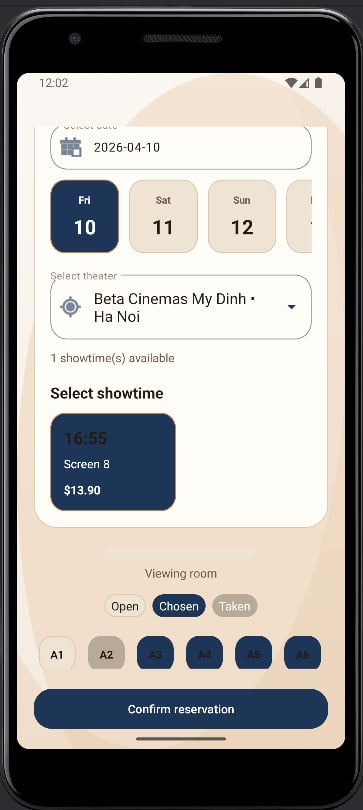 12:02
Select date
2026-04-10
Fri
Sat
Sun
10
11
12
Select theater
Beta Cinemas My Dinh •
Ha Noi
1 showtime(s) available
Select showtime
16:55
Screen 8
$13.90
Viewing room
Open Chosen Taken
A1 A2 A3 A4 A5 A6
Confirm reservation